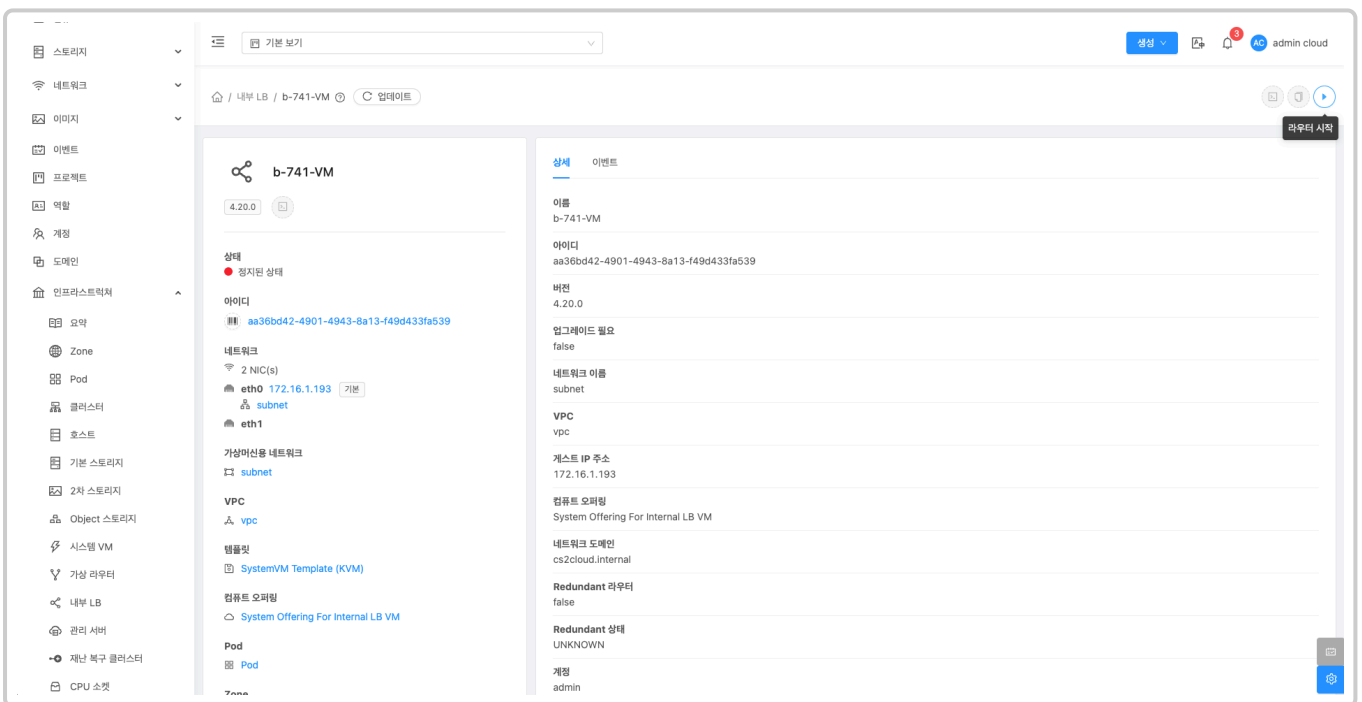 스토리지
네트워크
이미지
이벤트
프로젝트
역할
계정
도메인
인프라스트럭쳐
요약
Zone
Pod
클러스터
호스트
기본 스토리지
2차 스토리지
Object 스토리지
시스템 VM
가상 라우터
내부 LB
관리 서버
재난 복구 클러스터
CPU 소켓
기본 보기
생성
3
AC
admin cloud
/ 내부 LB / b-741-VM
업데이트
라우터 시작
b-741-VM
4.20.0
상태
정지된 상태
아이디
aa36bd42-4901-4943-8a13-f49d433fa539
네트워크
2 NIC(s)
eth0 172.16.1.193 기본
subnet
eth1
가상머신용 네트워크
subnet
VPC
vpc
템플릿
SystemVM Template (KVM)
컴퓨트 오퍼링
System Offering For Internal LB VM
Pod
Pod
Zone
상세 이벤트
이름
b-741-VM
아이디
aa36bd42-4901-4943-8a13-f49d433fa539
버전
4.20.0
업그레이드 필요
false
네트워크 이름
subnet
VPC
vpc
게스트 IP 주소
172.16.1.193
컴퓨트 오퍼링
System Offering For Internal LB VM
네트워크 도메인
cs2cloud.internal
Redundant 라우터
false
Redundant 상태
UNKNOWN
계정
admin